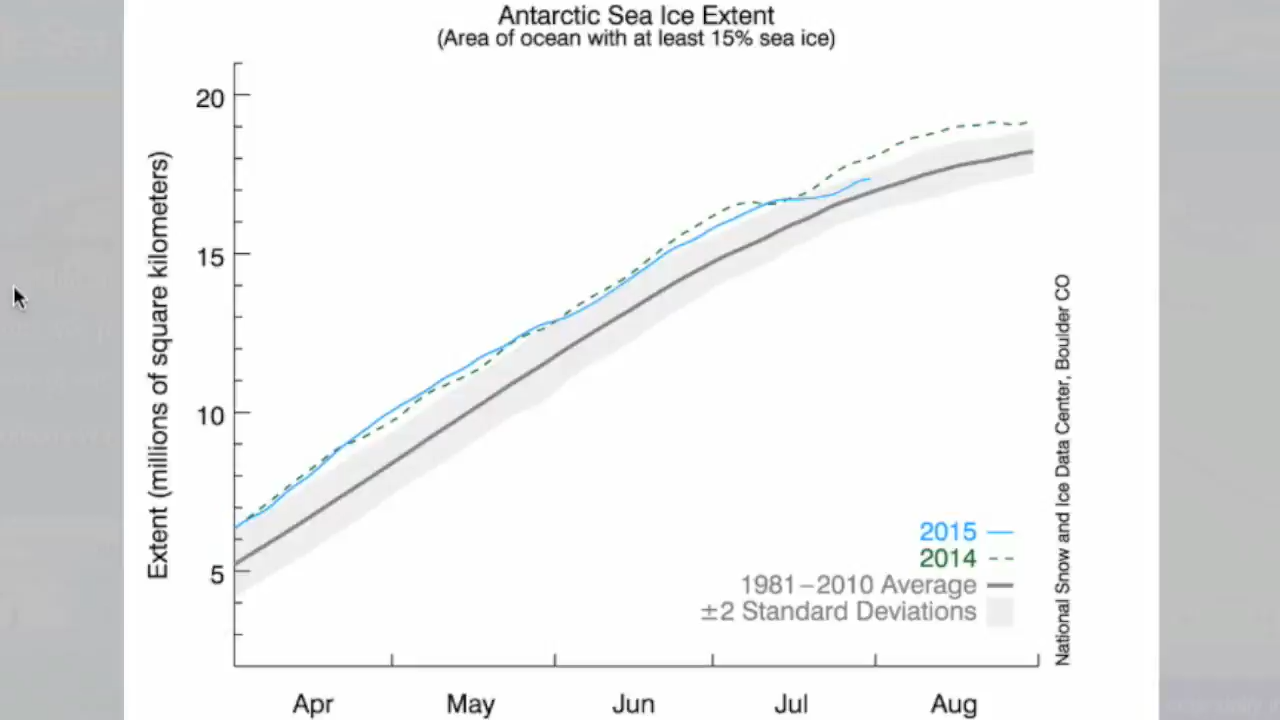 Antarctic Sea Ice Extent
(Area of ocean with at least 15% sea ice)
20
15
10
5
Extent (millions of square kilometers)
2015
2014
1981–2010 Average
±2 Standard Deviations
National Snow and Ice Data Center, Boulder CO
Apr May Jun Jul Aug